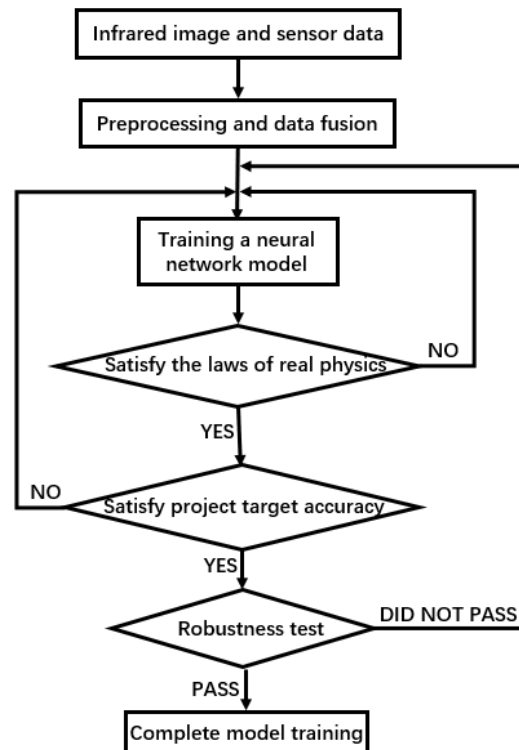 Infrared image and sensor data
Preprocessing and data fusion
Training a neural
network model
Satisfy the laws of real physics
NO
YES
Satisfy project target accuracy
NO
YES
Robustness test
DID NOT PASS
PASS
Complete model training